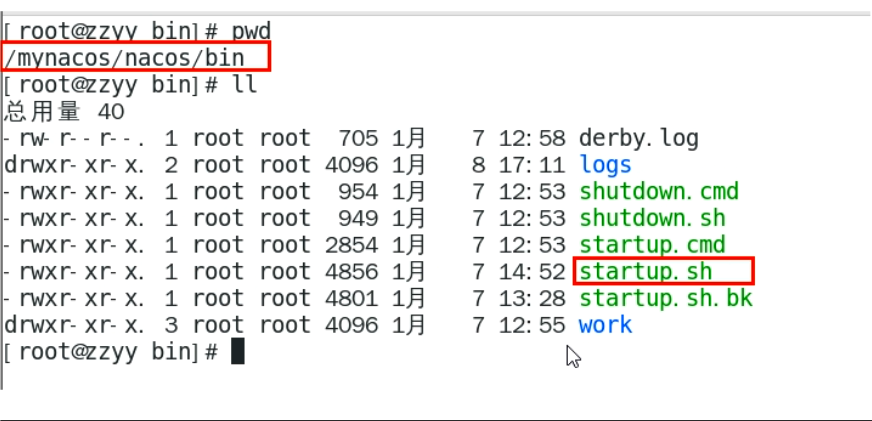 [root@zzyy bin]# pwd
/mynacos/nacos/bin
[root@zzyy bin]# ll
总用量 40
-rw-r--r--. 1 root root 705 1月 7 12:58 derby.log
drwxr-xr-x. 2 root root 4096 1月 8 17:11 logs
-rwxr-xr-x. 1 root root 954 1月 7 12:53 shutdown.cmd
-rwxr-xr-x. 1 root root 949 1月 7 12:53 shutdown.sh
-rwxr-xr-x. 1 root root 2854 1月 7 12:53 startup.cmd
-rwxr-xr-x. 1 root root 4856 1月 7 14:52 startup.sh
-rwxr-xr-x. 1 root root 4801 1月 7 13:28 startup.sh.bk
drwxr-xr-x. 3 root root 4096 1月 7 12:55 work
[root@zzyy bin]#